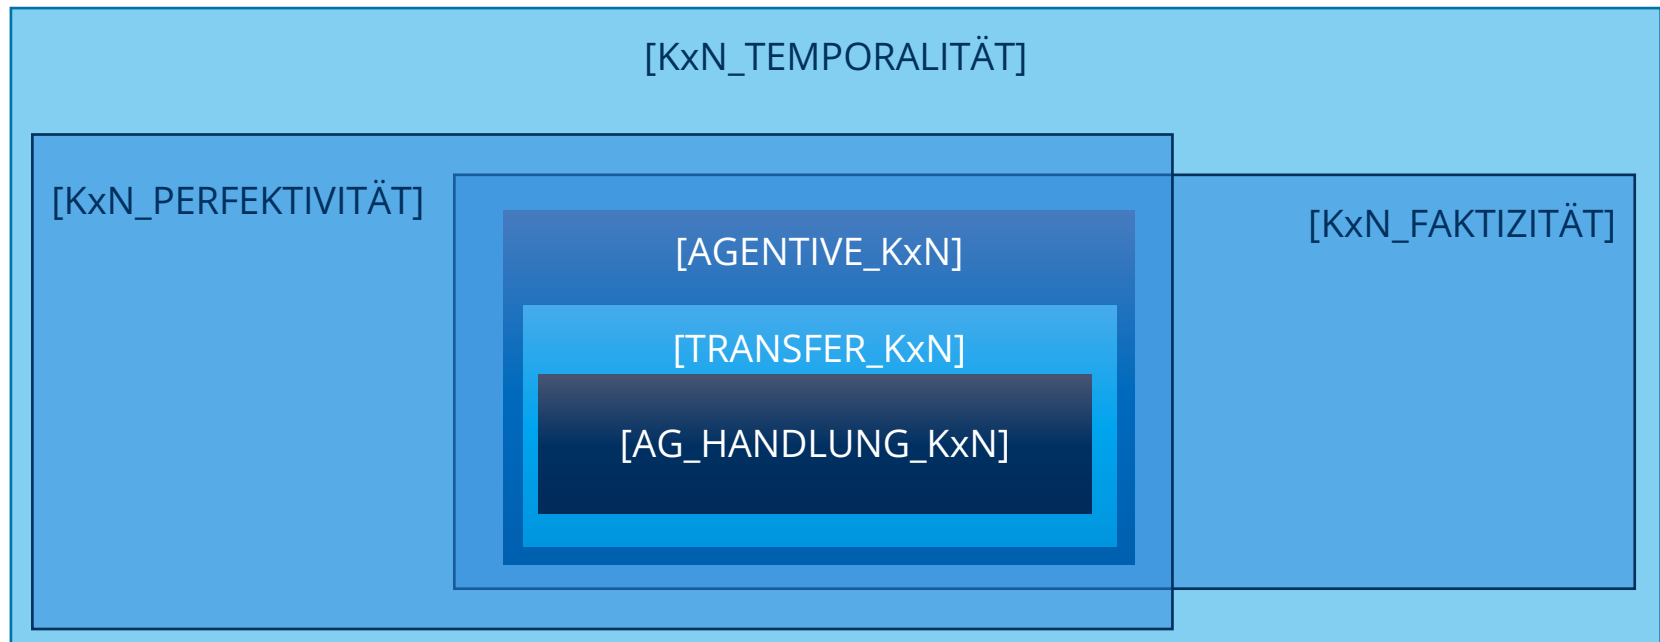 [KxN_TEMPORALITÄT]
[KxN_PERFEKTIVITÄT]
[KxN_FAKTIZITÄT]
[AGENTIVE_KxN]
[TRANSFER_KxN]
[AG_HANDLUNG_KxN]